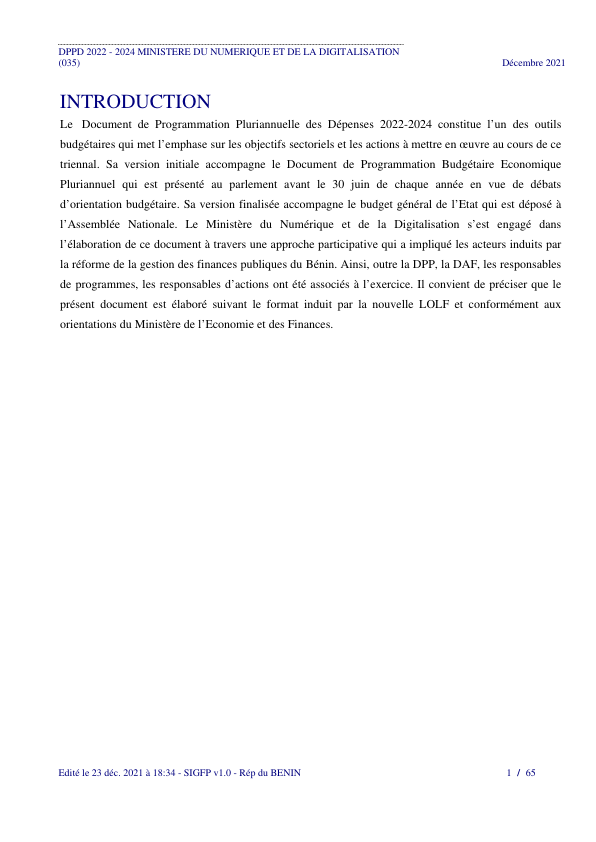 DPPD 2022 - 2024 MINISTERE DU NUMERIQUE ET DE LA DIGITALISATION
(035) Décembre 2021
INTRODUCTION
Le Document de Programmation Pluriannuelle des Dépenses 2022-2024 constitue l’un des outils
budgétaires qui met l’emphase sur les objectifs sectoriels et les actions à mettre en œuvre au cours de ce
triennal. Sa version initiale accompagne le Document de Programmation Budgétaire Economique
Pluriannuel qui est présenté au parlement avant le 30 juin de chaque année en vue de débats
d’orientation budgétaire. Sa version finalisée accompagne le budget général de l’Etat qui est déposé à
l’Assemblée Nationale. Le Ministère du Numérique et de la Digitalisation s’est engagé dans
l’élaboration de ce document à travers une approche participative qui a impliqué les acteurs induits par
la réforme de la gestion des finances publiques du Bénin. Ainsi, outre la DPP, la DAF, les responsables
de programmes, les responsables d’actions ont été associés à l’exercice. Il convient de préciser que le
présent document est élaboré suivant le format induit par la nouvelle LOLF et conformément aux
orientations du Ministère de l’Economie et des Finances.
Edité le 23 déc. 2021 à 18:34 - SIGFP v1.0 - Rép du BENIN 1 / 65